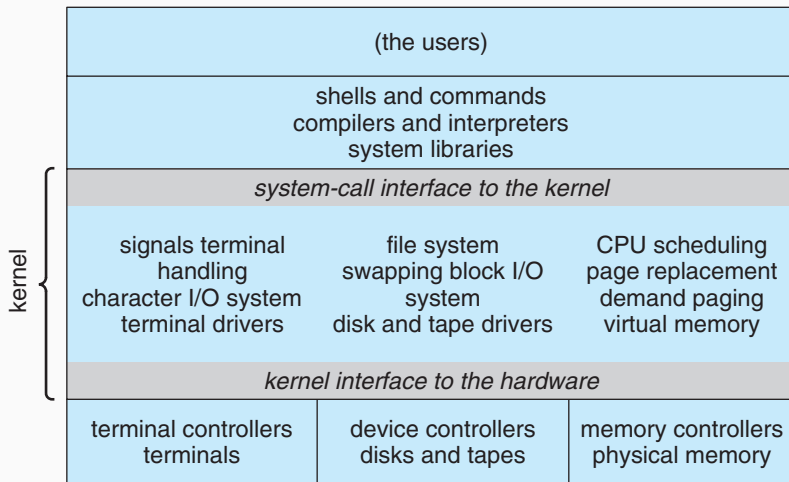 (the users)
shells and commands
compilers and interpreters
system libraries
kernel
system-call interface to the kernel
signals terminal
handling
character I/O system
terminal drivers
file system
swapping block I/O
system
disk and tape drivers
CPU scheduling
page replacement
demand paging
virtual memory
kernel interface to the hardware
terminal controllers
terminals
device controllers
disks and tapes
memory controllers
physical memory